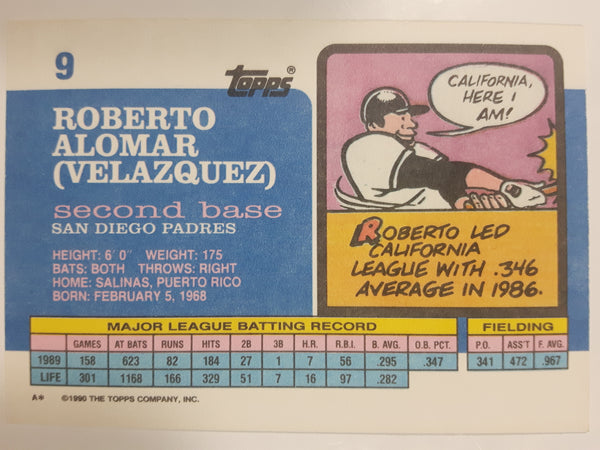 9
TOPPS®
ROBERTO
ALOMAR
(VELAZQUEZ)
second base
SAN DIEGO PADRES
HEIGHT: 6'0" WEIGHT: 175
BATS: BOTH THROWS: RIGHT
HOME: SALINAS, PUERTO RICO
BORN: FEBRUARY 5, 1968
CALIFORNIA,
HERE I
AM!
ROBERTO LED
CALIFORNIA
LEAGUE WITH .346
AVERAGE IN 1986.
MAJOR LEAGUE BATTING RECORD FIELDING
GAMES AT BATS RUNS HITS 2B 3B H.R. R.B.I. B. AVG. O.B. PCT. P.O. ASS'T F. AVG.
1989 158 623 82 184 27 1 7 56 .295 .347 341 472 .967
LIFE 301 1168 166 329 51 7 16 97 .282
A* ©1990 THE TOPPS COMPANY, INC.